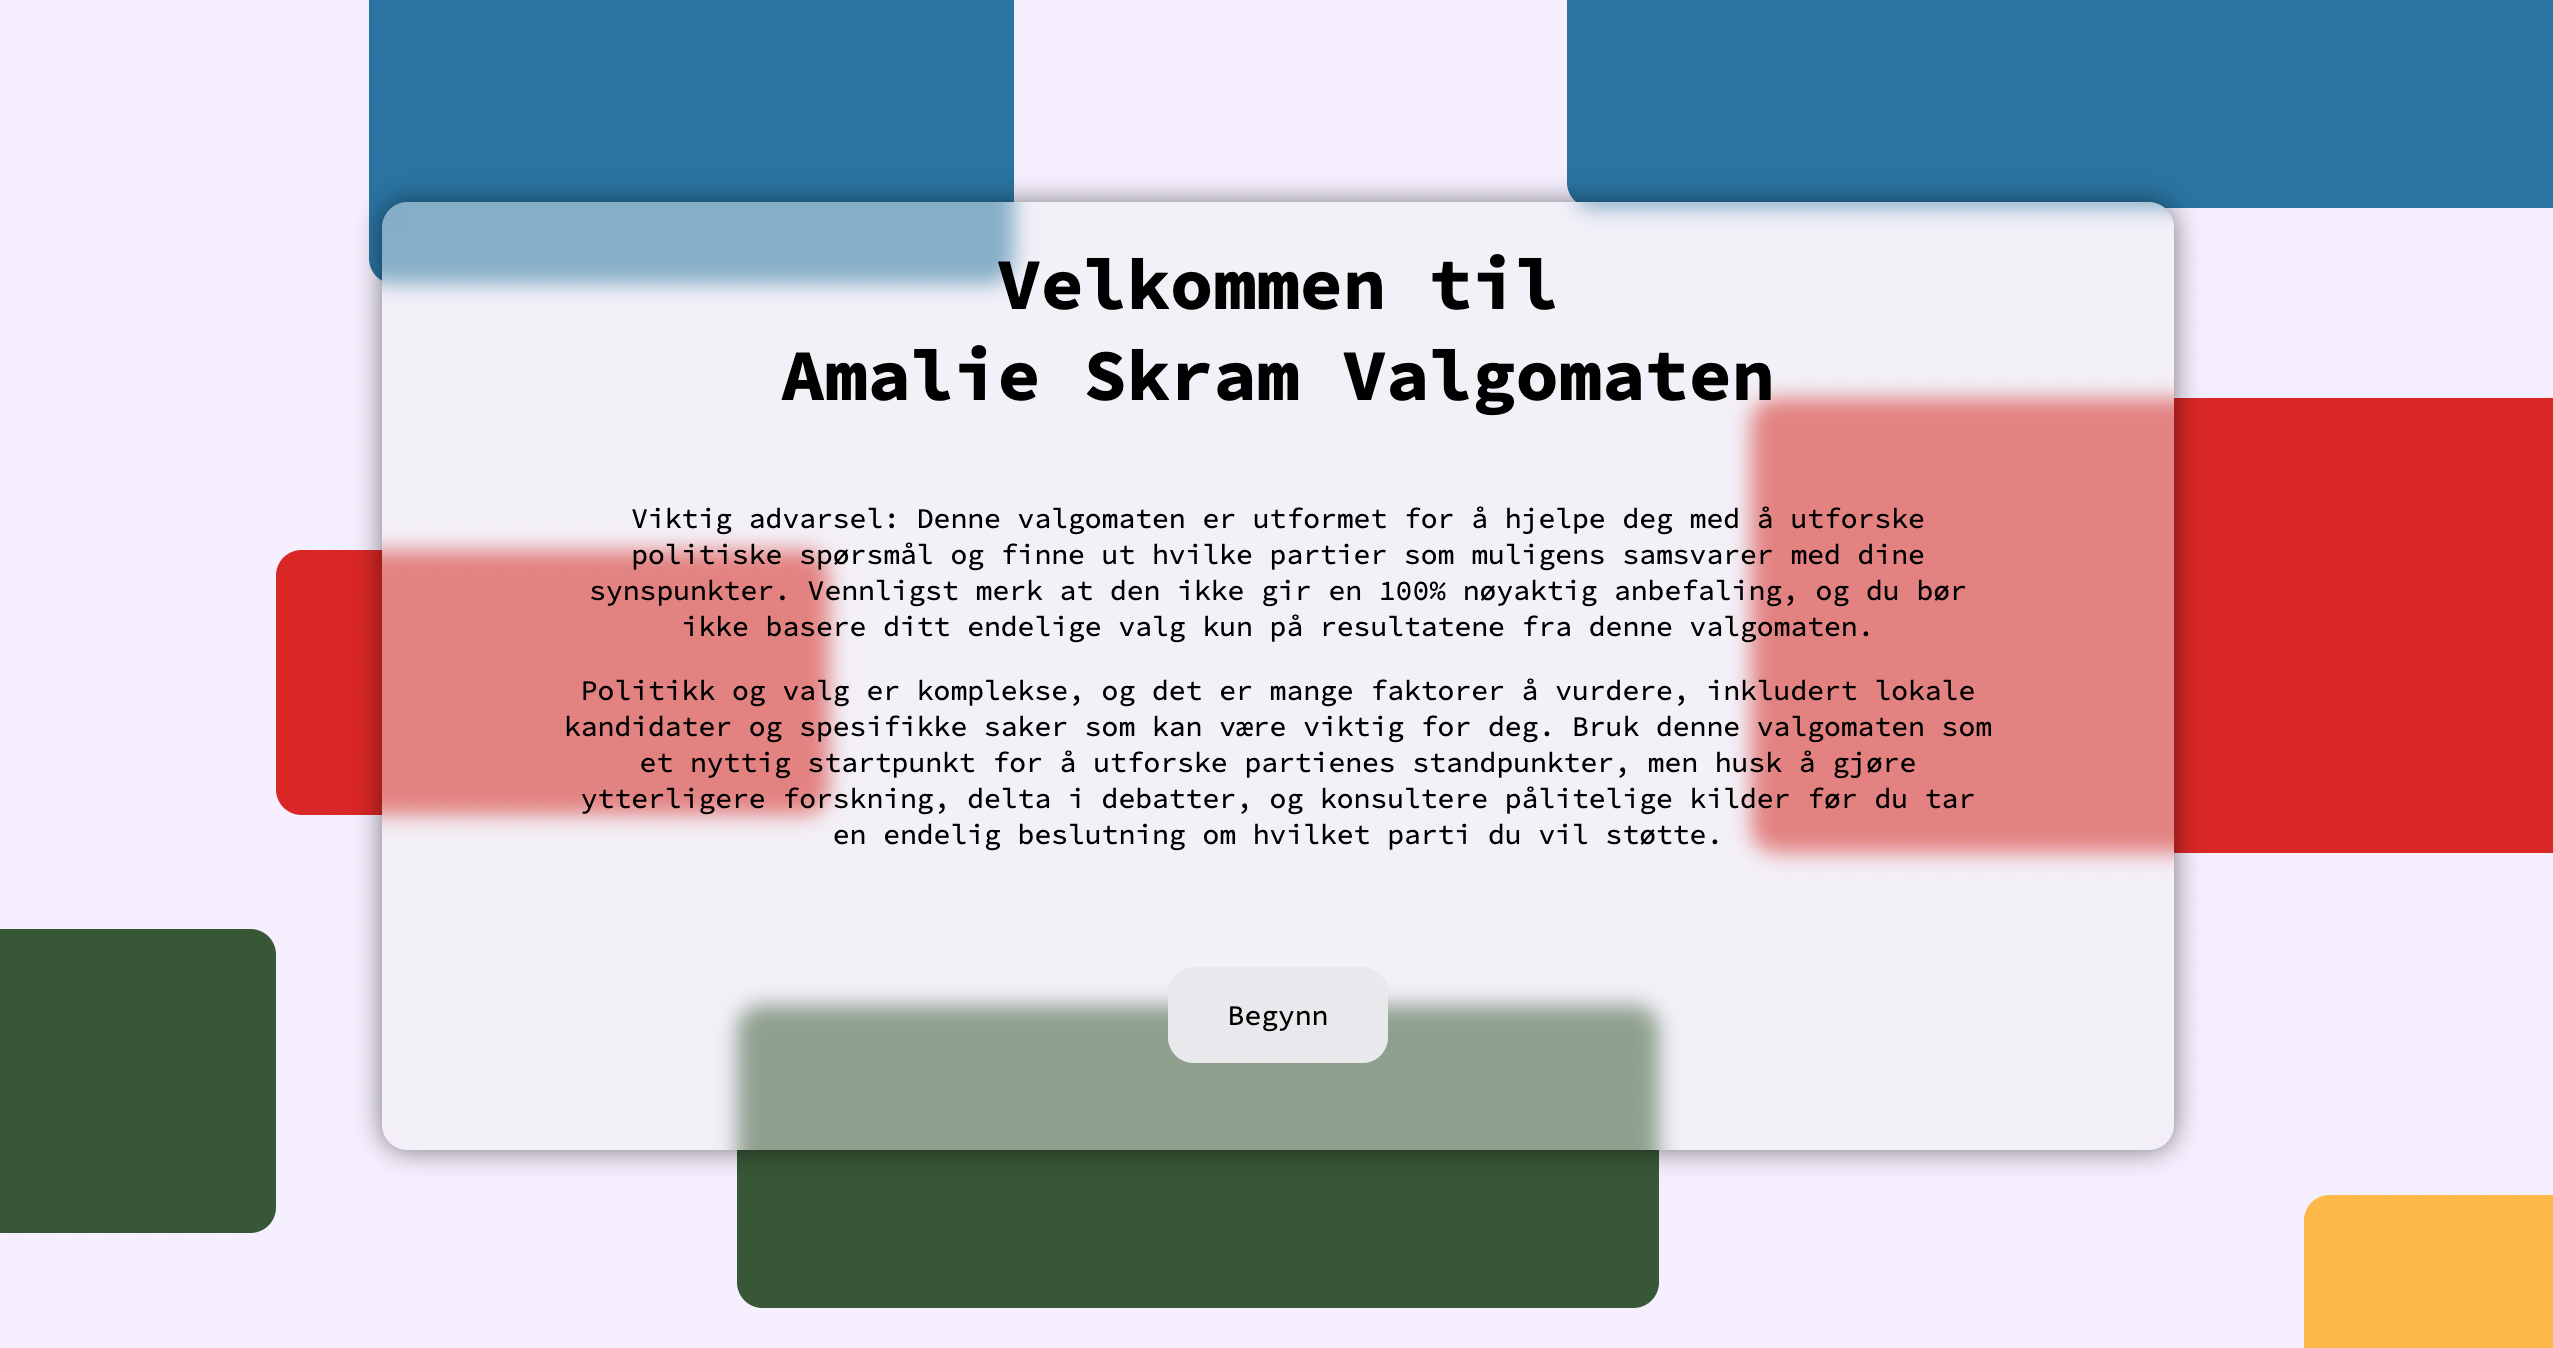 Velkommen til
Amalie Skram Valgomaten
Viktig advarsel: Denne valgomaten er utformet for å hjelpe deg med å utforske
politiske spørsmål og finne ut hvilke partier som muligens samsvarer med dine
synspunkter. Vennligst merk at den ikke gir en 100% nøyaktig anbefaling, og du bør
ikke basere ditt endelige valg kun på resultatene fra denne valgomaten.
Politikk og valg er komplekse, og det er mange faktorer å vurdere, inkludert lokale
kandidater og spesifikke saker som kan være viktig for deg. Bruk denne valgomaten som
et nyttig startpunkt for å utforske partienes standpunkter, men husk å gjøre
ytterligere forskning, delta i debatter, og konsultere pålitelige kilder før du tar
en endelig beslutning om hvilket parti du vil støtte.
Begynn